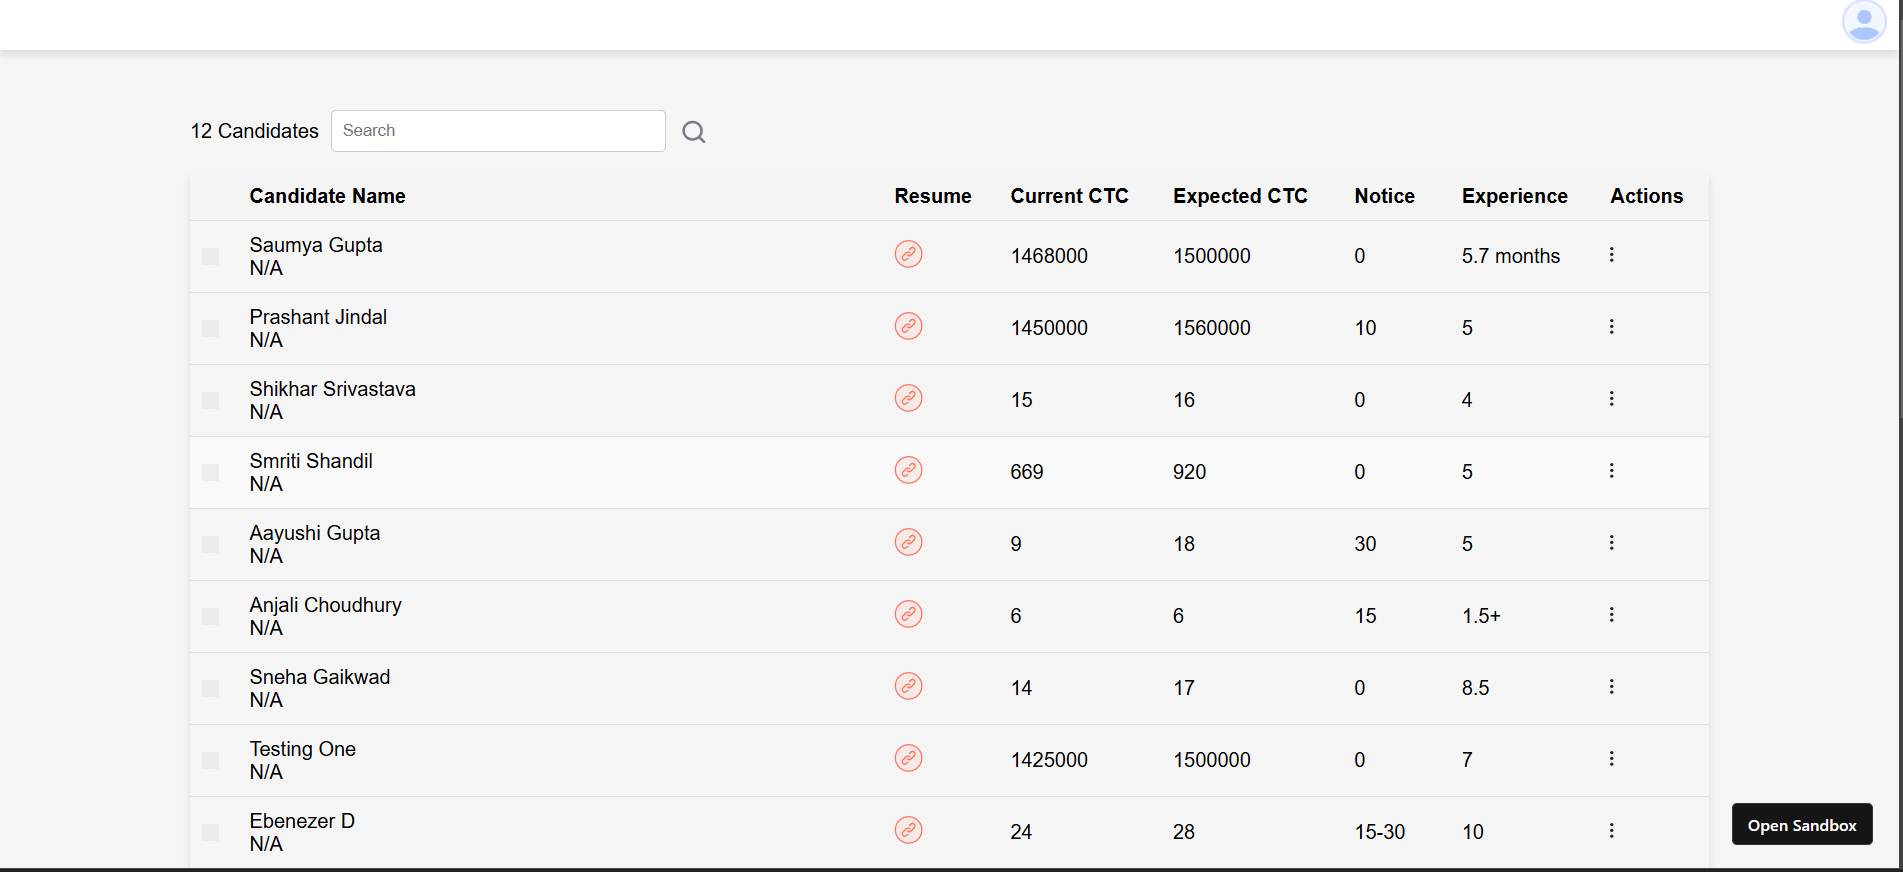 12 Candidates Search
Candidate Name Resume Current CTC Expected CTC Notice Experience Actions
Saumya Gupta
N/A
1468000 1500000 0 5.7 months
Prashant Jindal
N/A
1450000 1560000 10 5
Shikhar Srivastava
N/A
15 16 0 4
Smriti Shandil
N/A
669 920 0 5
Aayushi Gupta
N/A
9 18 30 5
Anjali Choudhury
N/A
6 6 15 1.5+
Sneha Gaikwad
N/A
14 17 0 8.5
Testing One
N/A
1425000 1500000 0 7
Ebenezer D
N/A
24 28 15-30 10
Open Sandbox